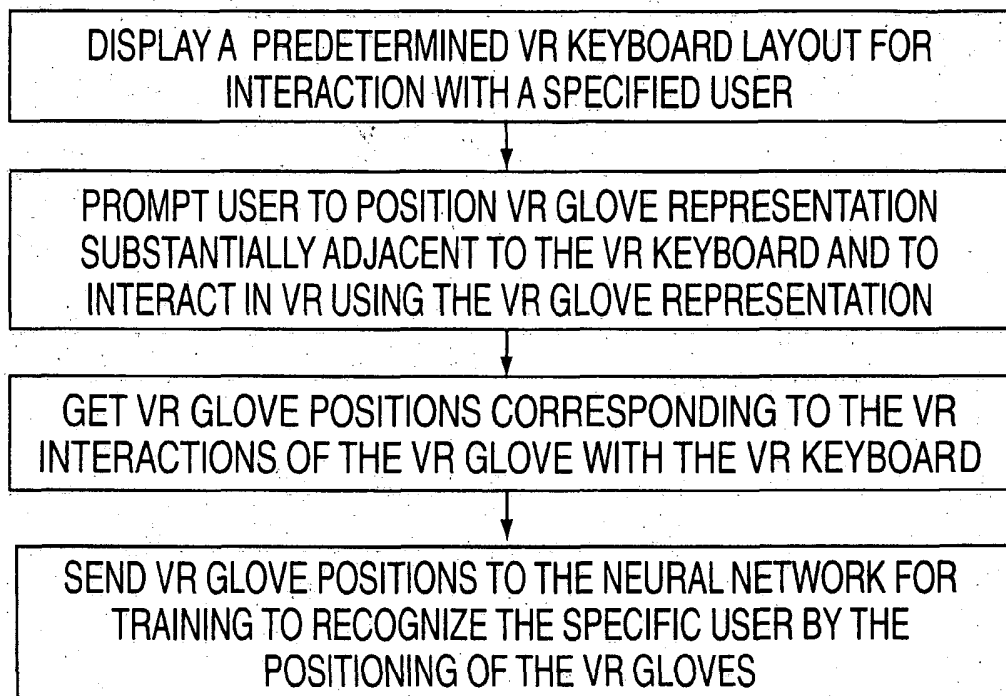 DISPLAY A PREDETERMINED VR KEYBOARD LAYOUT FOR
INTERACTION WITH A SPECIFIED USER
PROMPT USER TO POSITION VR GLOVE REPRESENTATION
SUBSTANTIALLY ADJACENT TO THE VR KEYBOARD AND TO
INTERACT IN VR USING THE VR GLOVE REPRESENTATION
GET VR GLOVE POSITIONS CORRESPONDING TO THE VR
INTERACTIONS OF THE VR GLOVE WITH THE VR KEYBOARD
SEND VR GLOVE POSITIONS TO THE NEURAL NETWORK FOR
TRAINING TO RECOGNIZE THE SPECIFIC USER BY THE
POSITIONING OF THE VR GLOVES